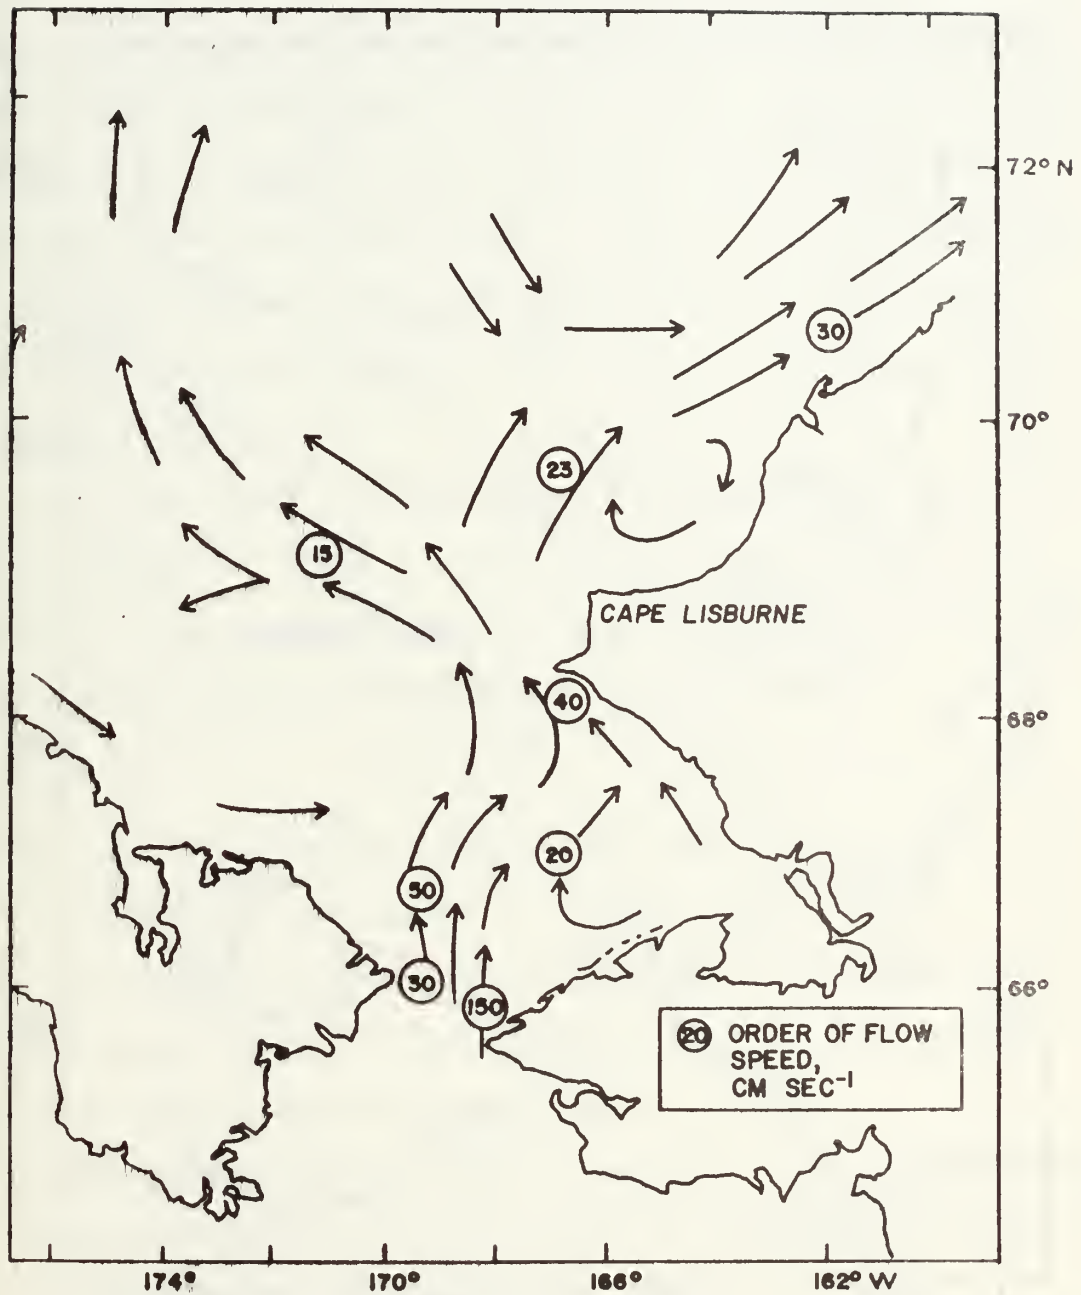 72° N
30
70°
23
15
CAPE LISBURNE
40
68°
20
50
30
150
66°
20 ORDER OF FLOW
SPEED,
CM SEC⁻¹
174° 170° 166° 162° W